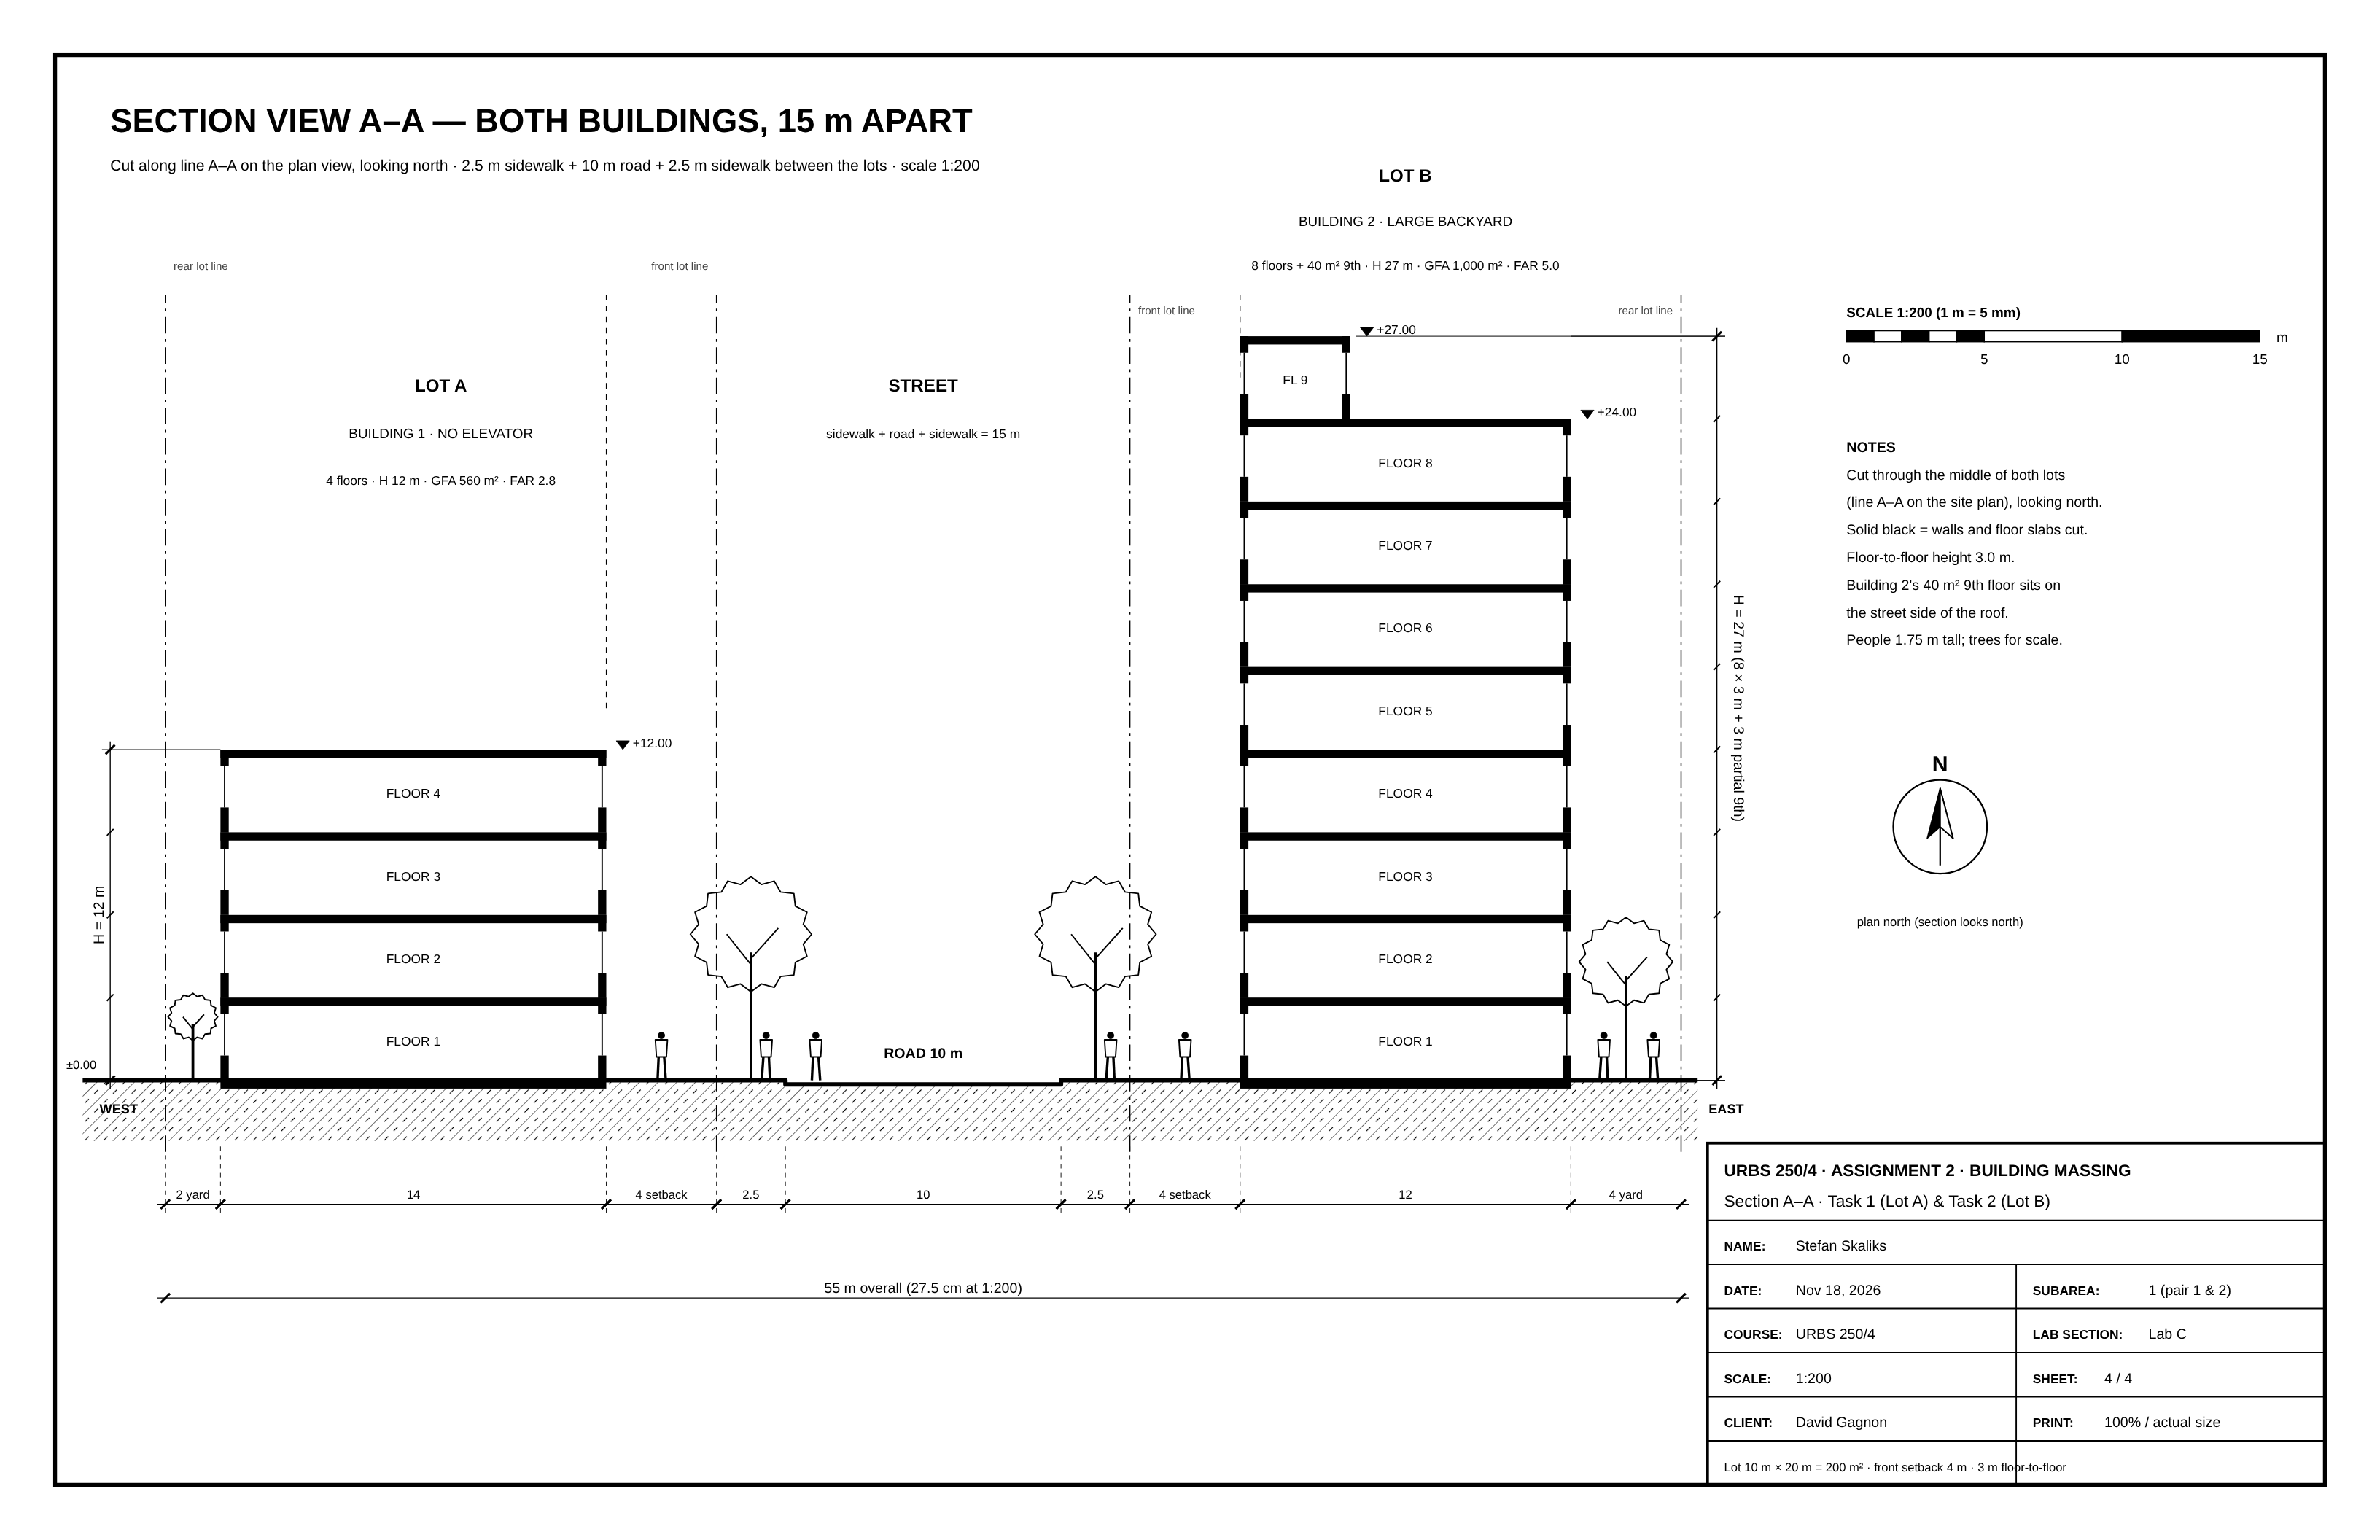 SECTION VIEW A–A — BOTH BUILDINGS, 15 m APART
Cut along line A–A on the plan view, looking north · 2.5 m sidewalk + 10 m road + 2.5 m sidewalk between the lots · scale 1:200
LOT B
BUILDING 2 · LARGE BACKYARD
8 floors + 40 m² 9th · H 27 m · GFA 1,000 m² · FAR 5.0
rear lot line
front lot line
front lot line
rear lot line
LOT A
BUILDING 1 · NO ELEVATOR
4 floors · H 12 m · GFA 560 m² · FAR 2.8
STREET
sidewalk + road + sidewalk = 15 m
+27.00
FL 9
+24.00
FLOOR 8
FLOOR 7
FLOOR 6
FLOOR 5
FLOOR 4
FLOOR 3
FLOOR 2
FLOOR 1
H = 27 m (8 × 3 m + 3 m partial 9th)
+12.00
FLOOR 4
FLOOR 3
FLOOR 2
FLOOR 1
H = 12 m
±0.00
ROAD 10 m
WEST
EAST
2 yard
14
4 setback
2.5
10
2.5
4 setback
12
4 yard
55 m overall (27.5 cm at 1:200)
SCALE 1:200 (1 m = 5 mm)
m
0 5 10 15
NOTES
Cut through the middle of both lots
(line A–A on the site plan), looking north.
Solid black = walls and floor slabs cut.
Floor-to-floor height 3.0 m.
Building 2's 40 m² 9th floor sits on
the street side of the roof.
People 1.75 m tall; trees for scale.
N
plan north (section looks north)
URBS 250/4 · ASSIGNMENT 2 · BUILDING MASSING
Section A–A · Task 1 (Lot A) & Task 2 (Lot B)
NAME: Stefan Skaliks
DATE: Nov 18, 2026
SUBAREA: 1 (pair 1 & 2)
COURSE: URBS 250/4
LAB SECTION: Lab C
SCALE: 1:200
SHEET: 4 / 4
CLIENT: David Gagnon
PRINT: 100% / actual size
Lot 10 m × 20 m = 200 m² · front setback 4 m · 3 m floor-to-floor